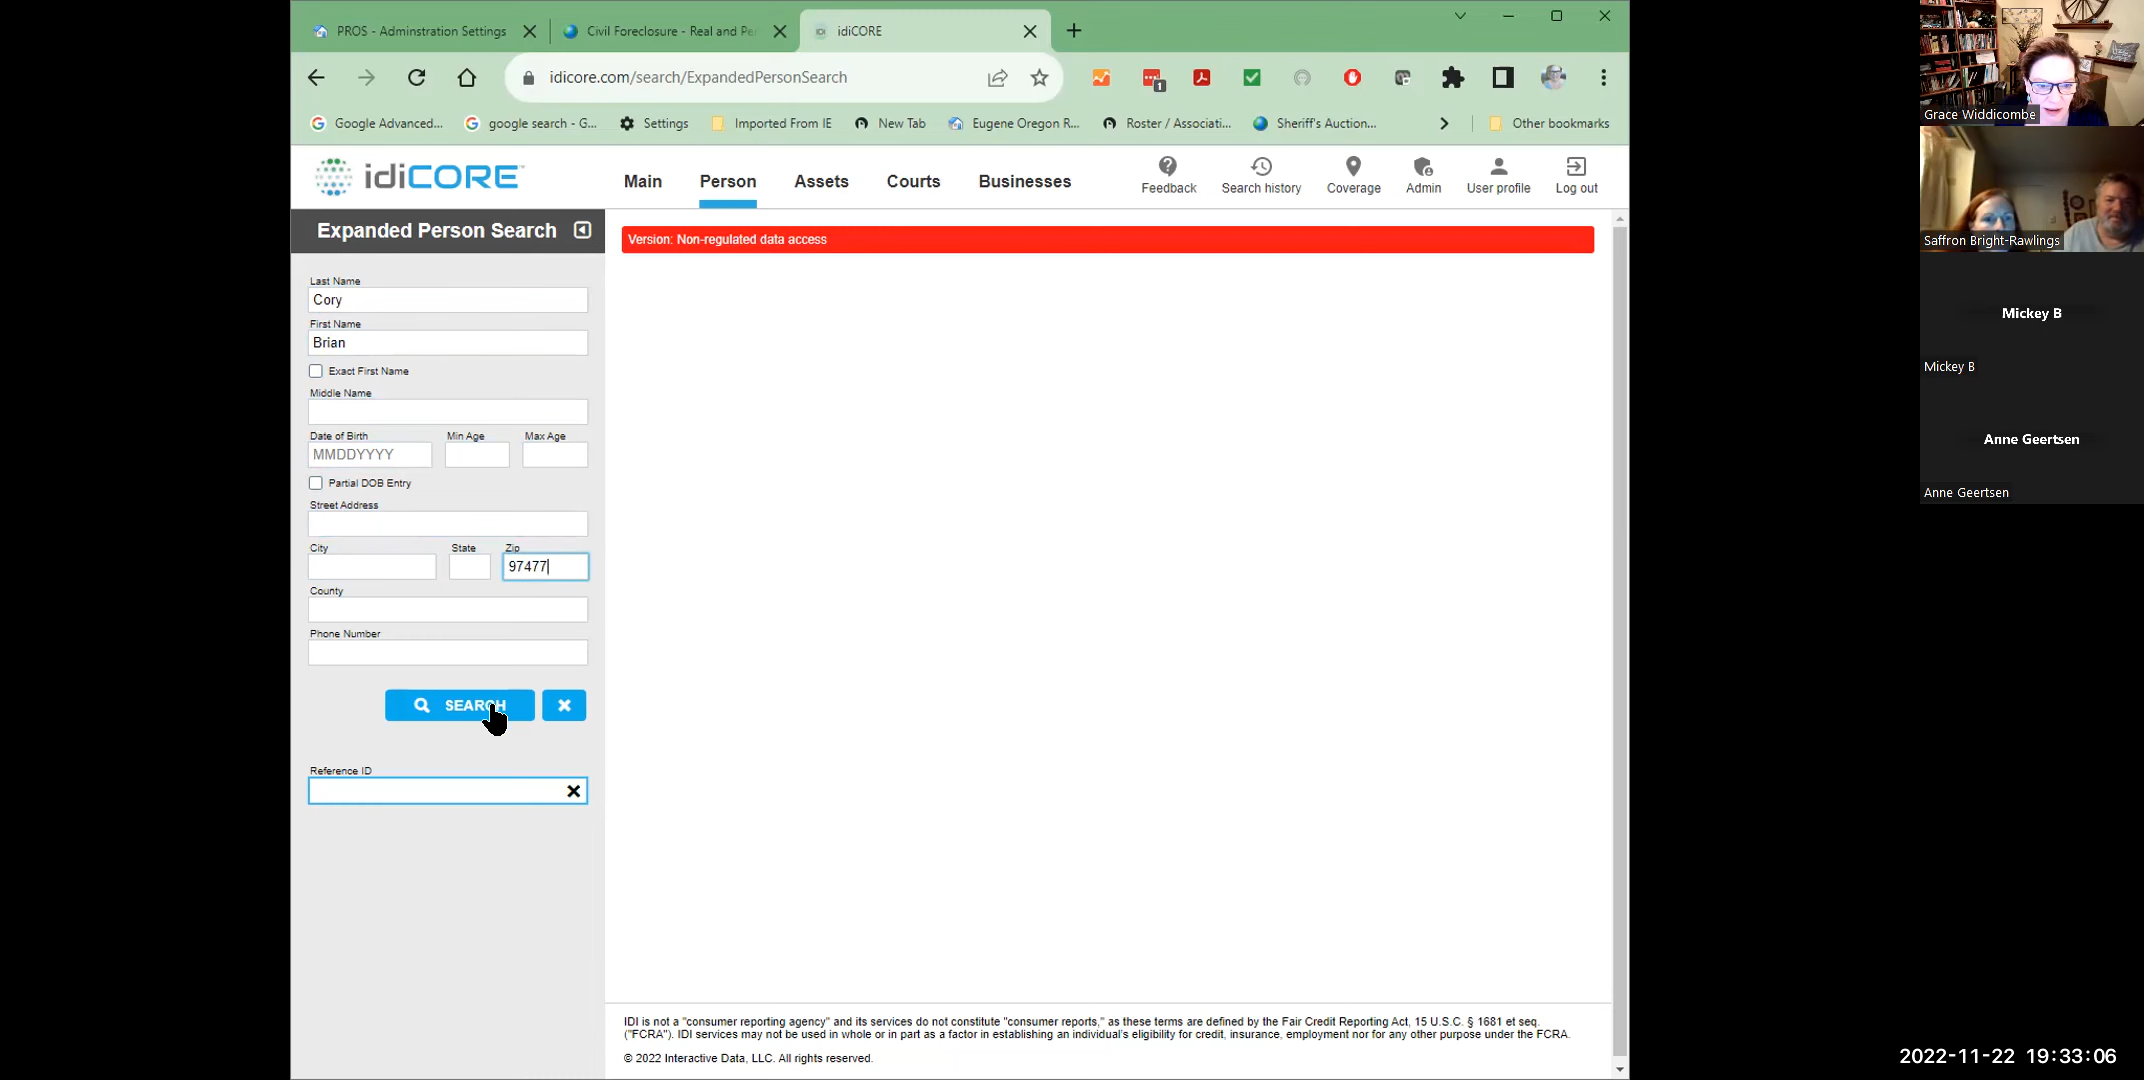 PROS - Adminstration Settings
Civil Foreclosure - Real and Pe
idiCORE
idicore.com/search/ExpandedPersonSearch
1
Google Advanced...
google search - G...
Settings
Imported From IE
New Tab
Eugene Oregon R...
Roster / Associati...
Sheriff's Auction...
Other bookmarks
idiCORE
Main
Person
Assets
Courts
Businesses
Feedback
Search history
Coverage
Admin
User profile
Log out
Expanded Person Search
Version: Non-regulated data access
Last Name
Cory
First Name
Brian
Exact First Name
Middle Name
Date of Birth
Min Age
Max Age
MMDDYYYY
Partial DOB Entry
Street Address
City
State
Zip
97477
County
Phone Number
SEARCH
Reference ID
IDI is not a "consumer reporting agency" and its services do not constitute "consumer reports," as these terms are defined by the Fair Credit Reporting Act, 15 U.S.C. § 1681 et seq.
("FCRA"). IDI services may not be used in whole or in part as a factor in establishing an individual's eligibility for credit, insurance, employment nor for any other purpose under the FCRA.
© 2022 Interactive Data, LLC. All rights reserved.
Grace Widdicombe
Saffron Bright-Rawlings
Mickey B
Mickey B
Anne Geertsen
Anne Geertsen
2022-11-22 19:33:06